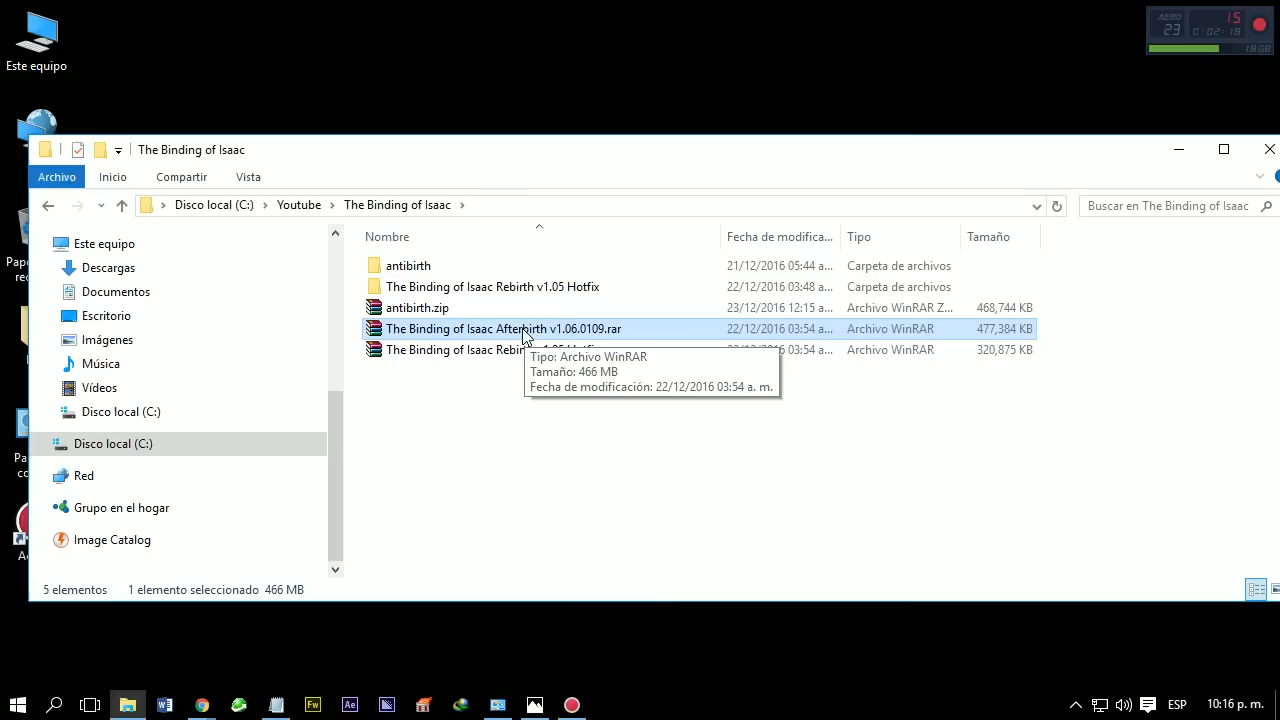 Este equipo
AERO
23
15
0:02:18
18GB
The Binding of Isaac
Archivo
Inicio
Compartir
Vista
Disco local (C:)
Youtube
The Binding of Isaac
Buscar en The Binding of Isaac
Nombre
Fecha de modifica...
Tipo
Tamaño
antibirth
21/12/2016 05:44 a...
Carpeta de archivos
The Binding of Isaac Rebirth v1.05 Hotfix
22/12/2016 03:48 a...
Carpeta de archivos
antibirth.zip
23/12/2016 12:15 a...
Archivo WinRAR Z...
468,744 KB
The Binding of Isaac Afterbirth v1.06.0109.rar
22/12/2016 03:54 a...
Archivo WinRAR
477,384 KB
The Binding of Isaac
03:54 a...
Archivo WinRAR
320,875 KB
Tipo: Archivo WinRAR
Tamaño: 466 MB
Fecha de modificación: 22/12/2016 03:54 a. m.
Este equipo
Descargas
Documentos
Escritorio
Imágenes
Música
Vídeos
Disco local (C:)
Disco local (C:)
Red
Grupo en el hogar
Image Catalog
5 elementos
1 elemento seleccionado 466 MB
Fw
Ae
ESP
10:16 p. m.